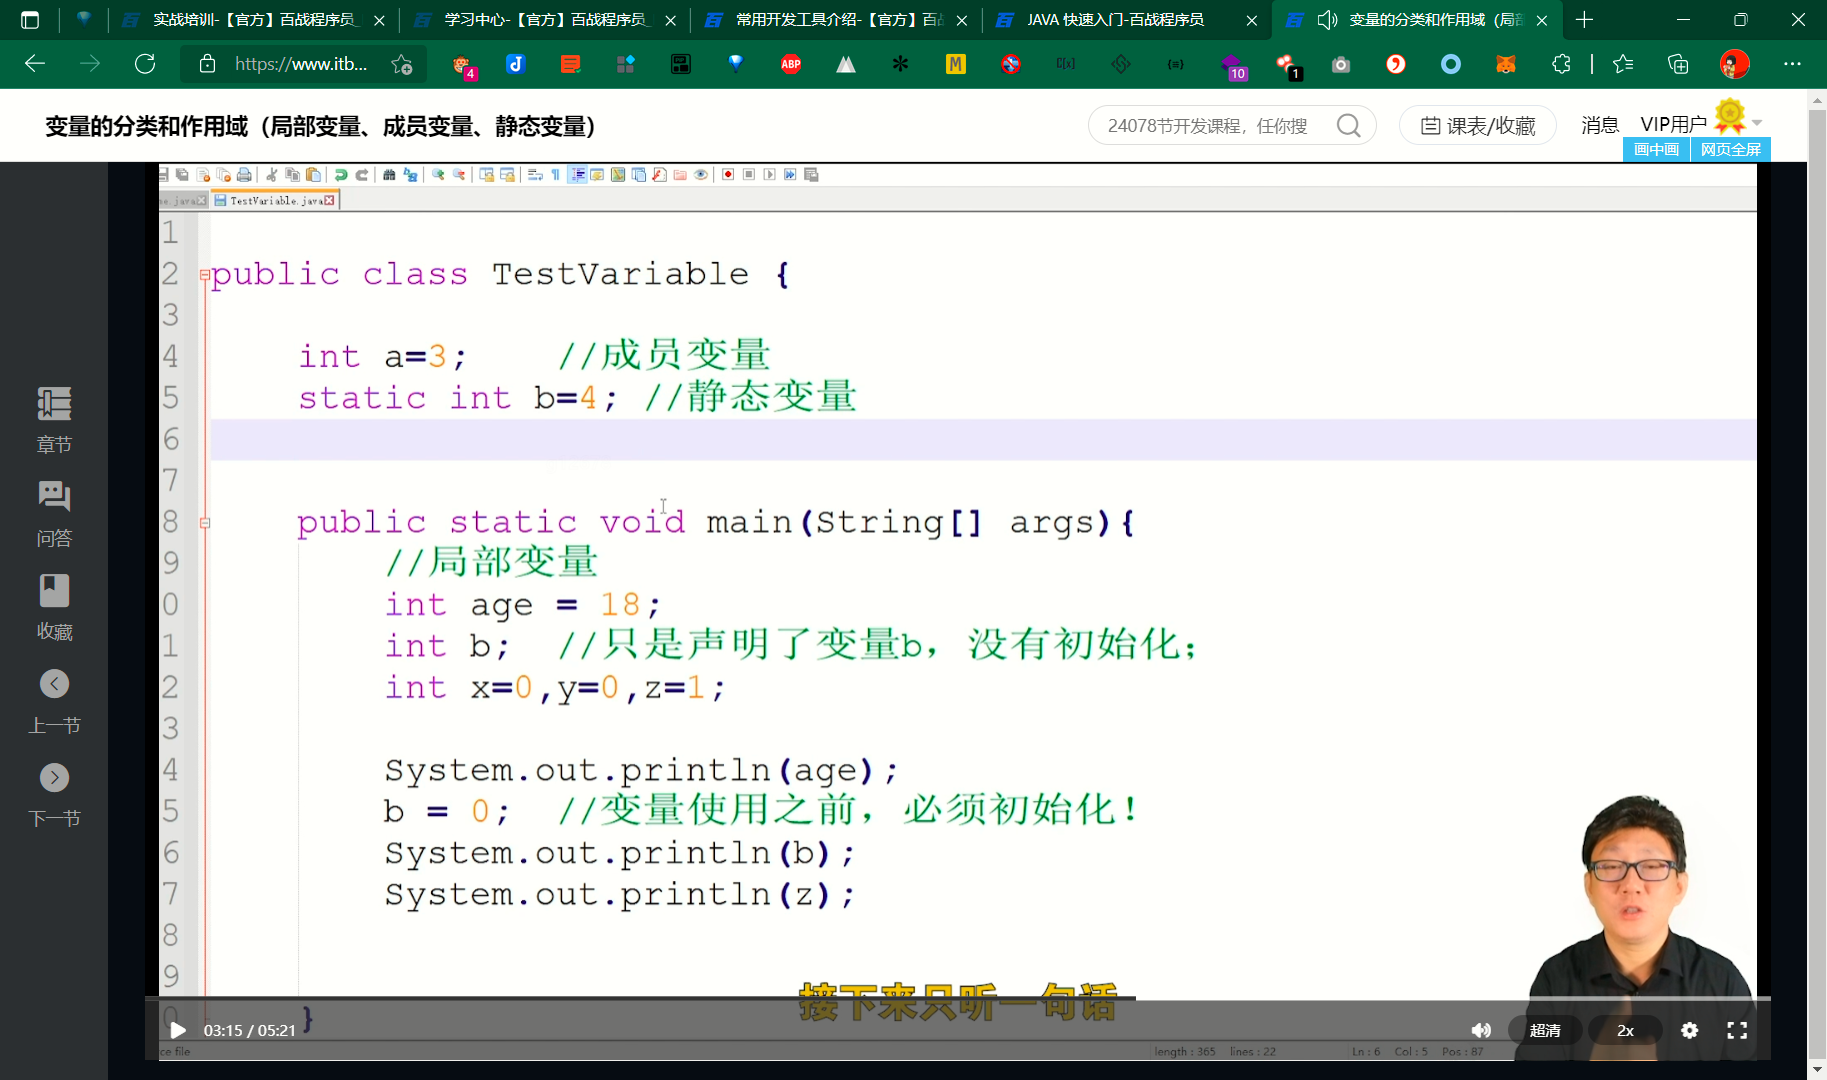 实战培训-【官方】百战程序员_
学习中心-【官方】百战程序员_
常用开发工具介绍-【官方】百战
JAVA 快速入门-百战程序员
变量的分类和作用域（局部
https://www.itb...
4
ABP
M
10
1
变量的分类和作用域（局部变量、成员变量、静态变量）
24078节开发课程，任你搜
课表/收藏
消息
VIP用户
画中画
网页全屏
TestVariable.java
1
2 public class TestVariable {
3
4 int a=3; //成员变量
5 static int b=4; //静态变量
6
7
8 public static void main(String[] args){
9 //局部变量
0 int age = 18;
1 int b; //只是声明了变量b，没有初始化；
2 int x=0,y=0,z=1;
3
4 System.out.println(age);
5 b = 0; //变量使用之前，必须初始化！
6 System.out.println(b);
7 System.out.println(z);
8
9
0 }
章节
问答
收藏
上一节
下一节
接下来只听一句话
03:15 / 05:21
超清
2x
ce file
length : 365 lines : 22
Ln : 6 Col : 5 Pos : 87